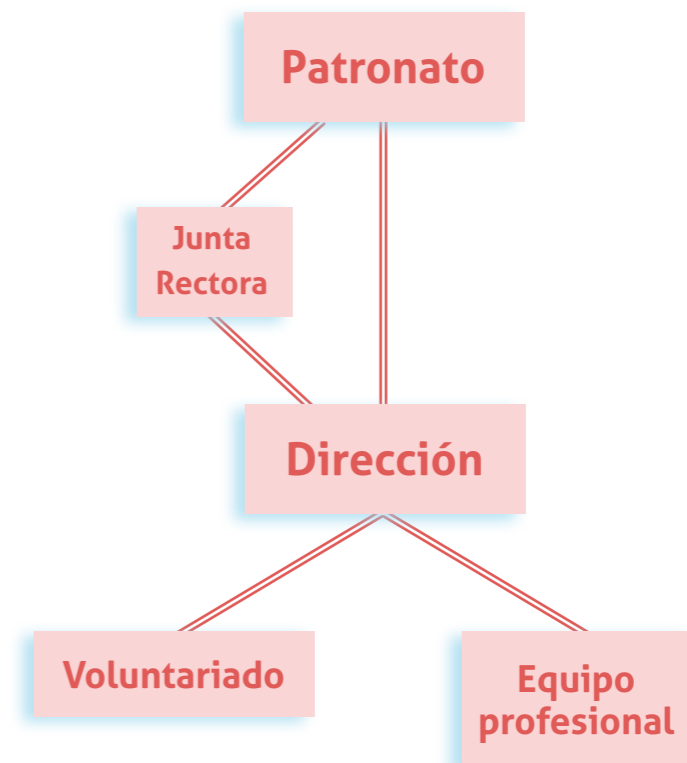 Patronato
Junta
Rectora
Dirección
Voluntariado
Equipo
profesional